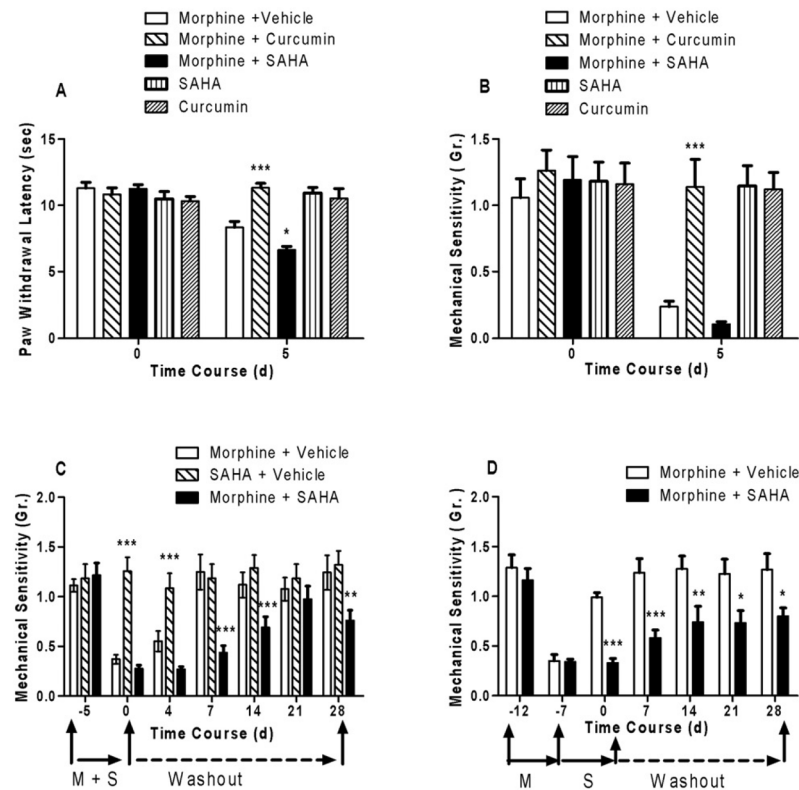 Morphine +Vehicle
Morphine + Curcumin
Morphine + SAHA
SAHA
Curcumin
A
Paw Withdrawal Latency (sec)
15
10
5
0
***
*
0
5
Time Course (d)
Morphine + Vehicle
Morphine + Curcumin
Morphine + SAHA
SAHA
Curcumin
B
Mechanical Sensitivity ( Gr.)
1.5
1.0
0.5
0.0
***
0
5
Time Course (d)
Morphine + Vehicle
SAHA + Vehicle
Morphine + SAHA
C
Mechanical Sensitivity (Gr.)
2.0
1.5
1.0
0.5
0.0
***
***
***
***
**
-5
0
4
7
14
21
28
Time Course (d)
M + S
Washout
Morphine + Vehicle
Morphine + SAHA
D
Mechanical Sensitivity ( Gr.)
2.0
1.5
1.0
0.5
0.0
***
***
**
*
*
-12
-7
0
7
14
21
28
Time Course (d)
M
S
Washout